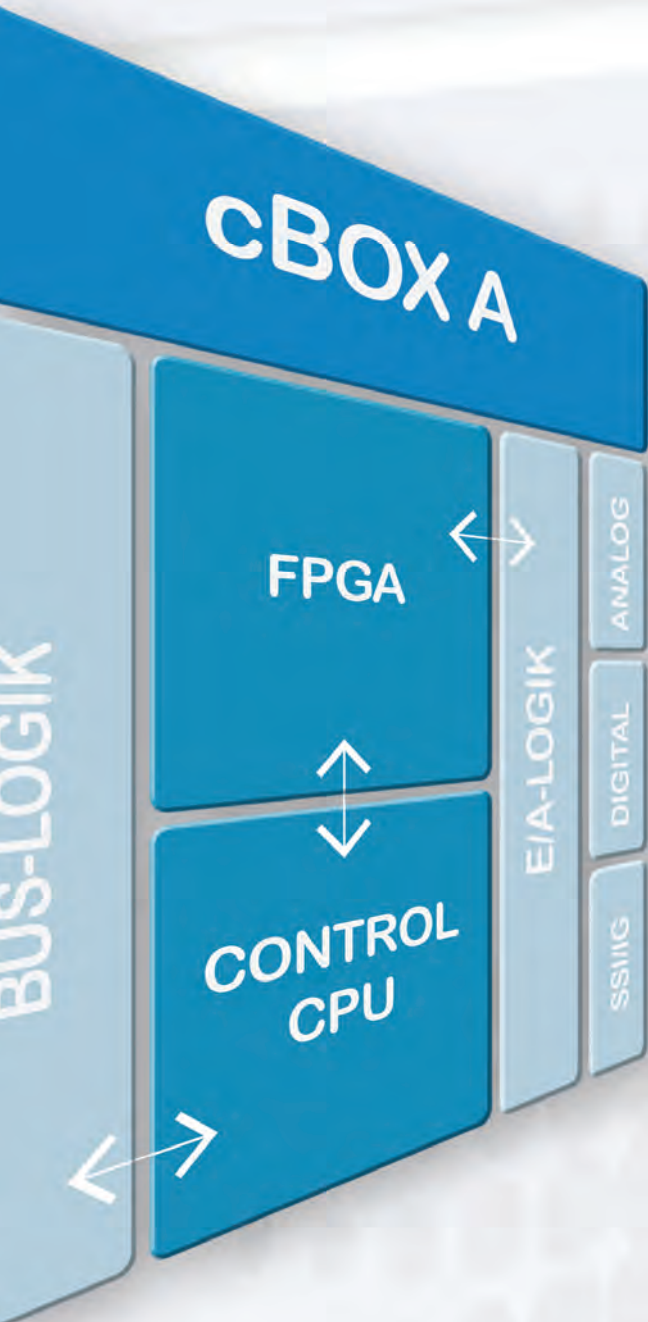 cBOX A
BUS-LOGIK
FPGA
CONTROL
CPU
E/A-LOGIK
ANALOG
DIGITAL
SSI/IG